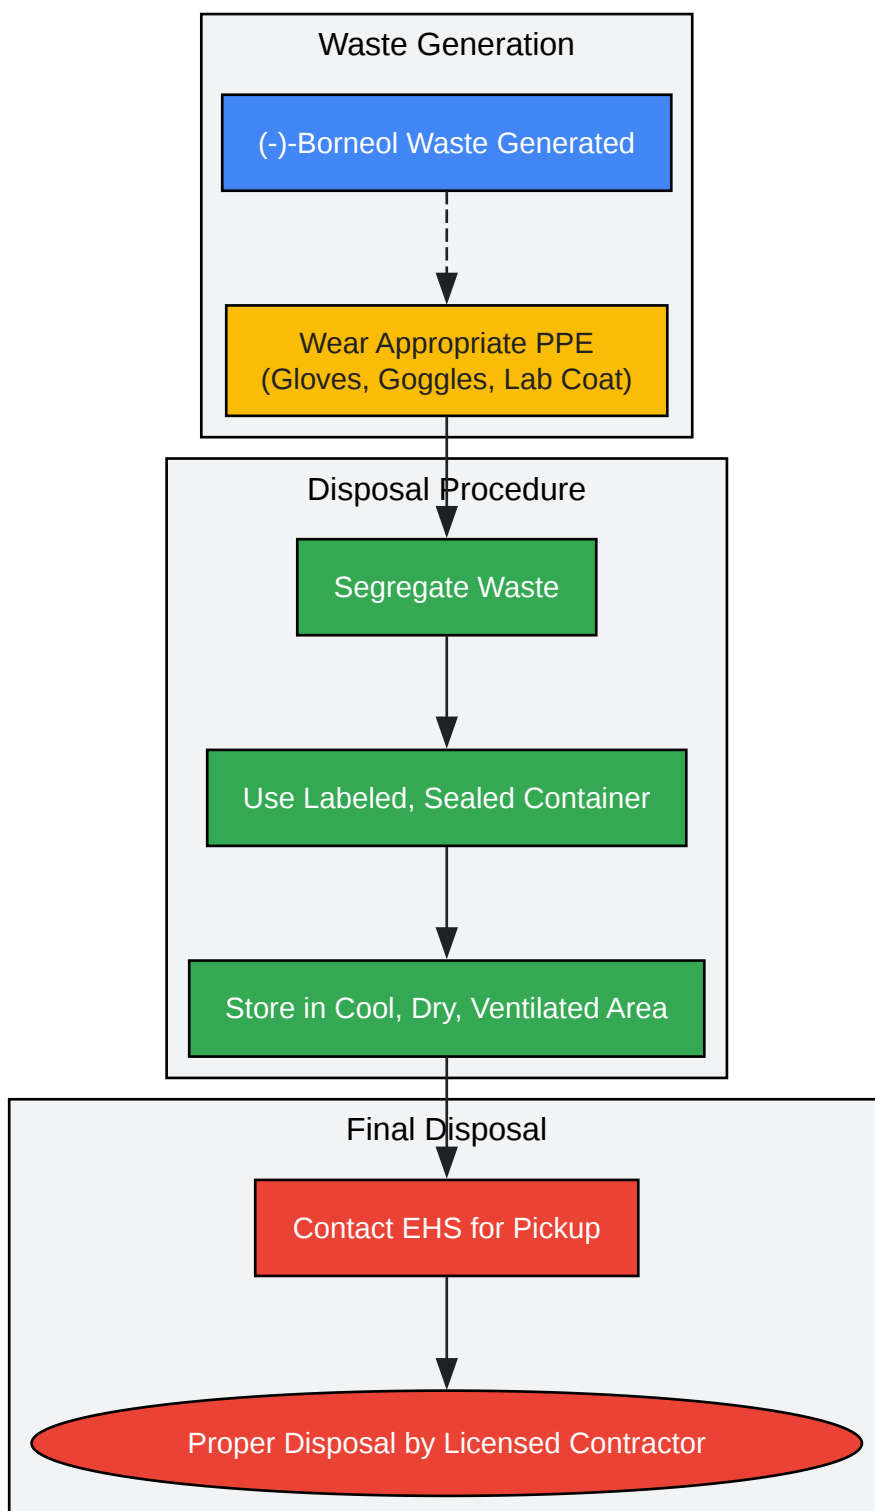 Waste Generation
(-)-Borneol Waste Generated
Wear Appropriate PPE
(Gloves, Goggles, Lab Coat)
Disposal Procedure
Segregate Waste
Use Labeled, Sealed Container
Store in Cool, Dry, Ventilated Area
Final Disposal
Contact EHS for Pickup
Proper Disposal by Licensed Contractor